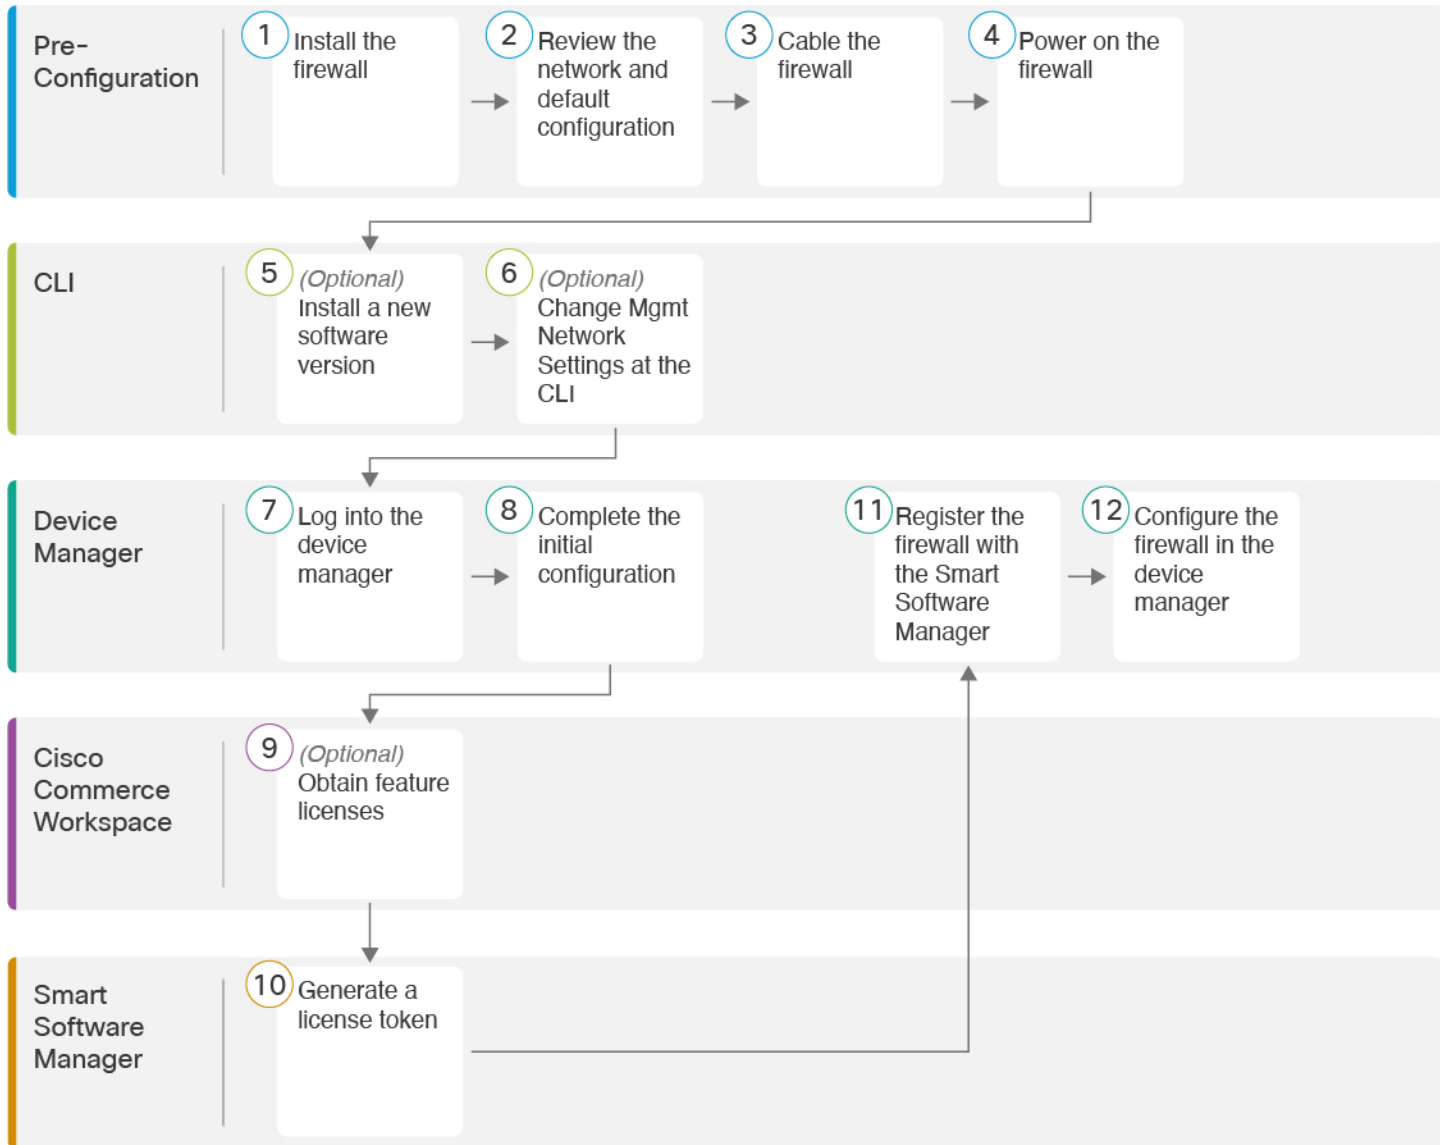 Pre-
Configuration
1
Install the
firewall
2
Review the
network and
default
configuration
3
Cable the
firewall
4
Power on the
firewall
CLI
5
(Optional)
Install a new
software
version
6
(Optional)
Change Mgmt
Network
Settings at the
CLI
Device
Manager
7
Log into the
device
manager
8
Complete the
initial
configuration
11
Register the
firewall with
the Smart
Software
Manager
12
Configure the
firewall in the
device
manager
Cisco
Commerce
Workspace
9
(Optional)
Obtain feature
licenses
Smart
Software
Manager
10
Generate a
license token